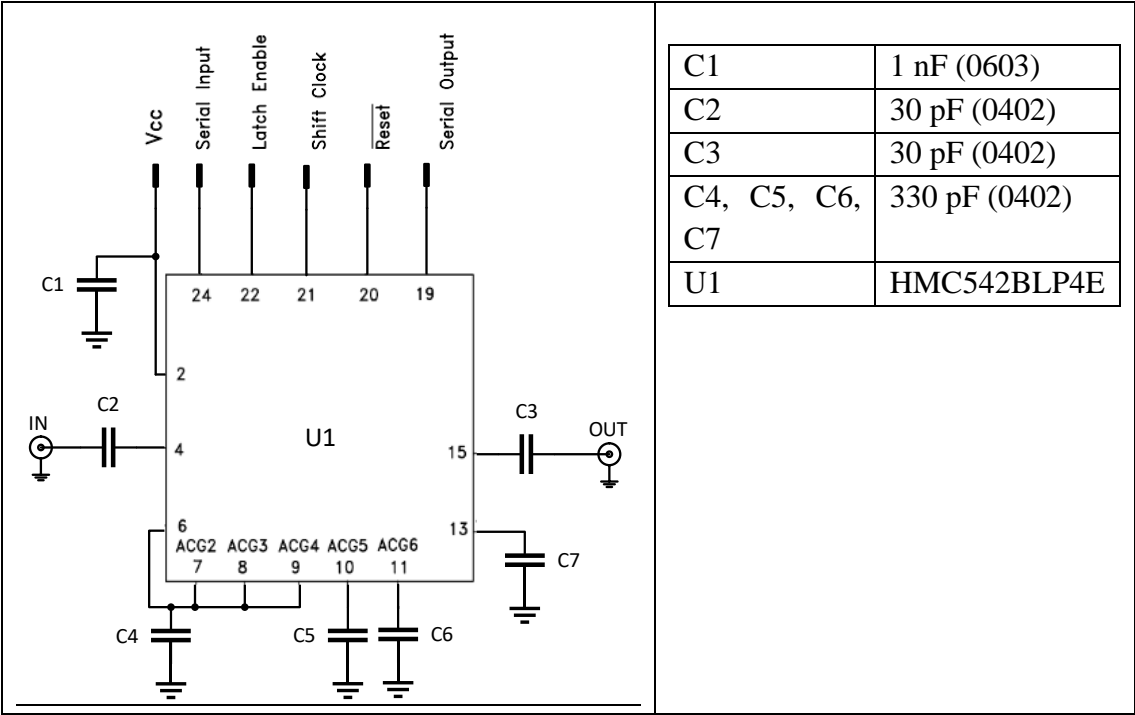 Vcc
Serial Input
Latch Enable
Shift Clock
Reset
Serial Output
C1
24 22 21 20 19
2
C2
IN
4
U1
C3
OUT
15
6
13
ACG2 ACG3 ACG4 ACG5 ACG6
7 8 9 10 11
C7
C4
C5
C6
C1 1 nF (0603)
C2 30 pF (0402)
C3 30 pF (0402)
C4, C5, C6, 330 pF (0402)
C7
U1 HMC542BLP4E